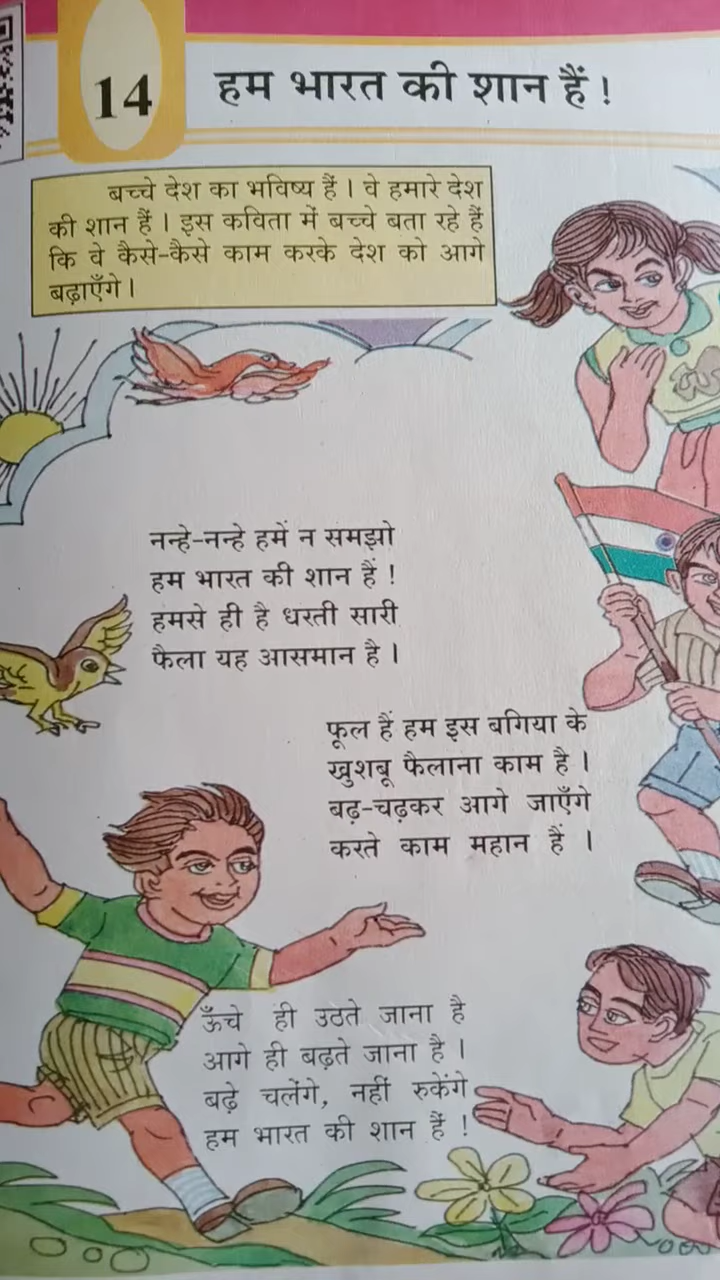 14
हम भारत की शान हैं !
बच्चे देश का भविष्य हैं । वे हमारे देश
की शान हैं । इस कविता में बच्चे बता रहे हैं
कि वे कैसे-कैसे काम करके देश को आगे
बढ़ाएँगे ।
नन्हे-नन्हे हमें न समझो
हम भारत की शान हैं !
हमसे ही है धरती सारी
फैला यह आसमान है ।
फूल हैं हम इस बगिया के
खुशबू फैलाना काम है ।
बढ़-चढ़कर आगे जाएँगे
करते काम महान हैं ।
ऊँचे ही उठते जाना है
आगे ही बढ़ते जाना है ।
बढ़े चलेंगे, नहीं रुकेंगे
हम भारत की शान हैं !